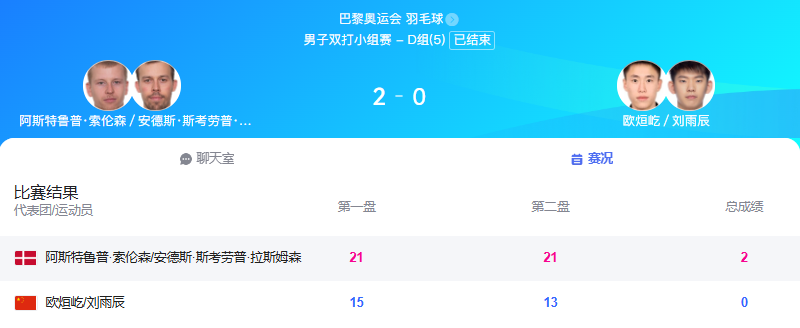 巴黎奥运会 羽毛球
男子双打小组赛 - D组(5) 已结束
2 - 0
阿斯特鲁普·索伦森 / 安德斯·斯考劳普·...
欧烜屹 / 刘雨辰
聊天室
赛况
比赛结果
代表团/运动员
第一盘
第二盘
总成绩
阿斯特鲁普·索伦森/安德斯·斯考劳普·拉斯姆森 21 21 2
欧烜屹/刘雨辰 15 13 0